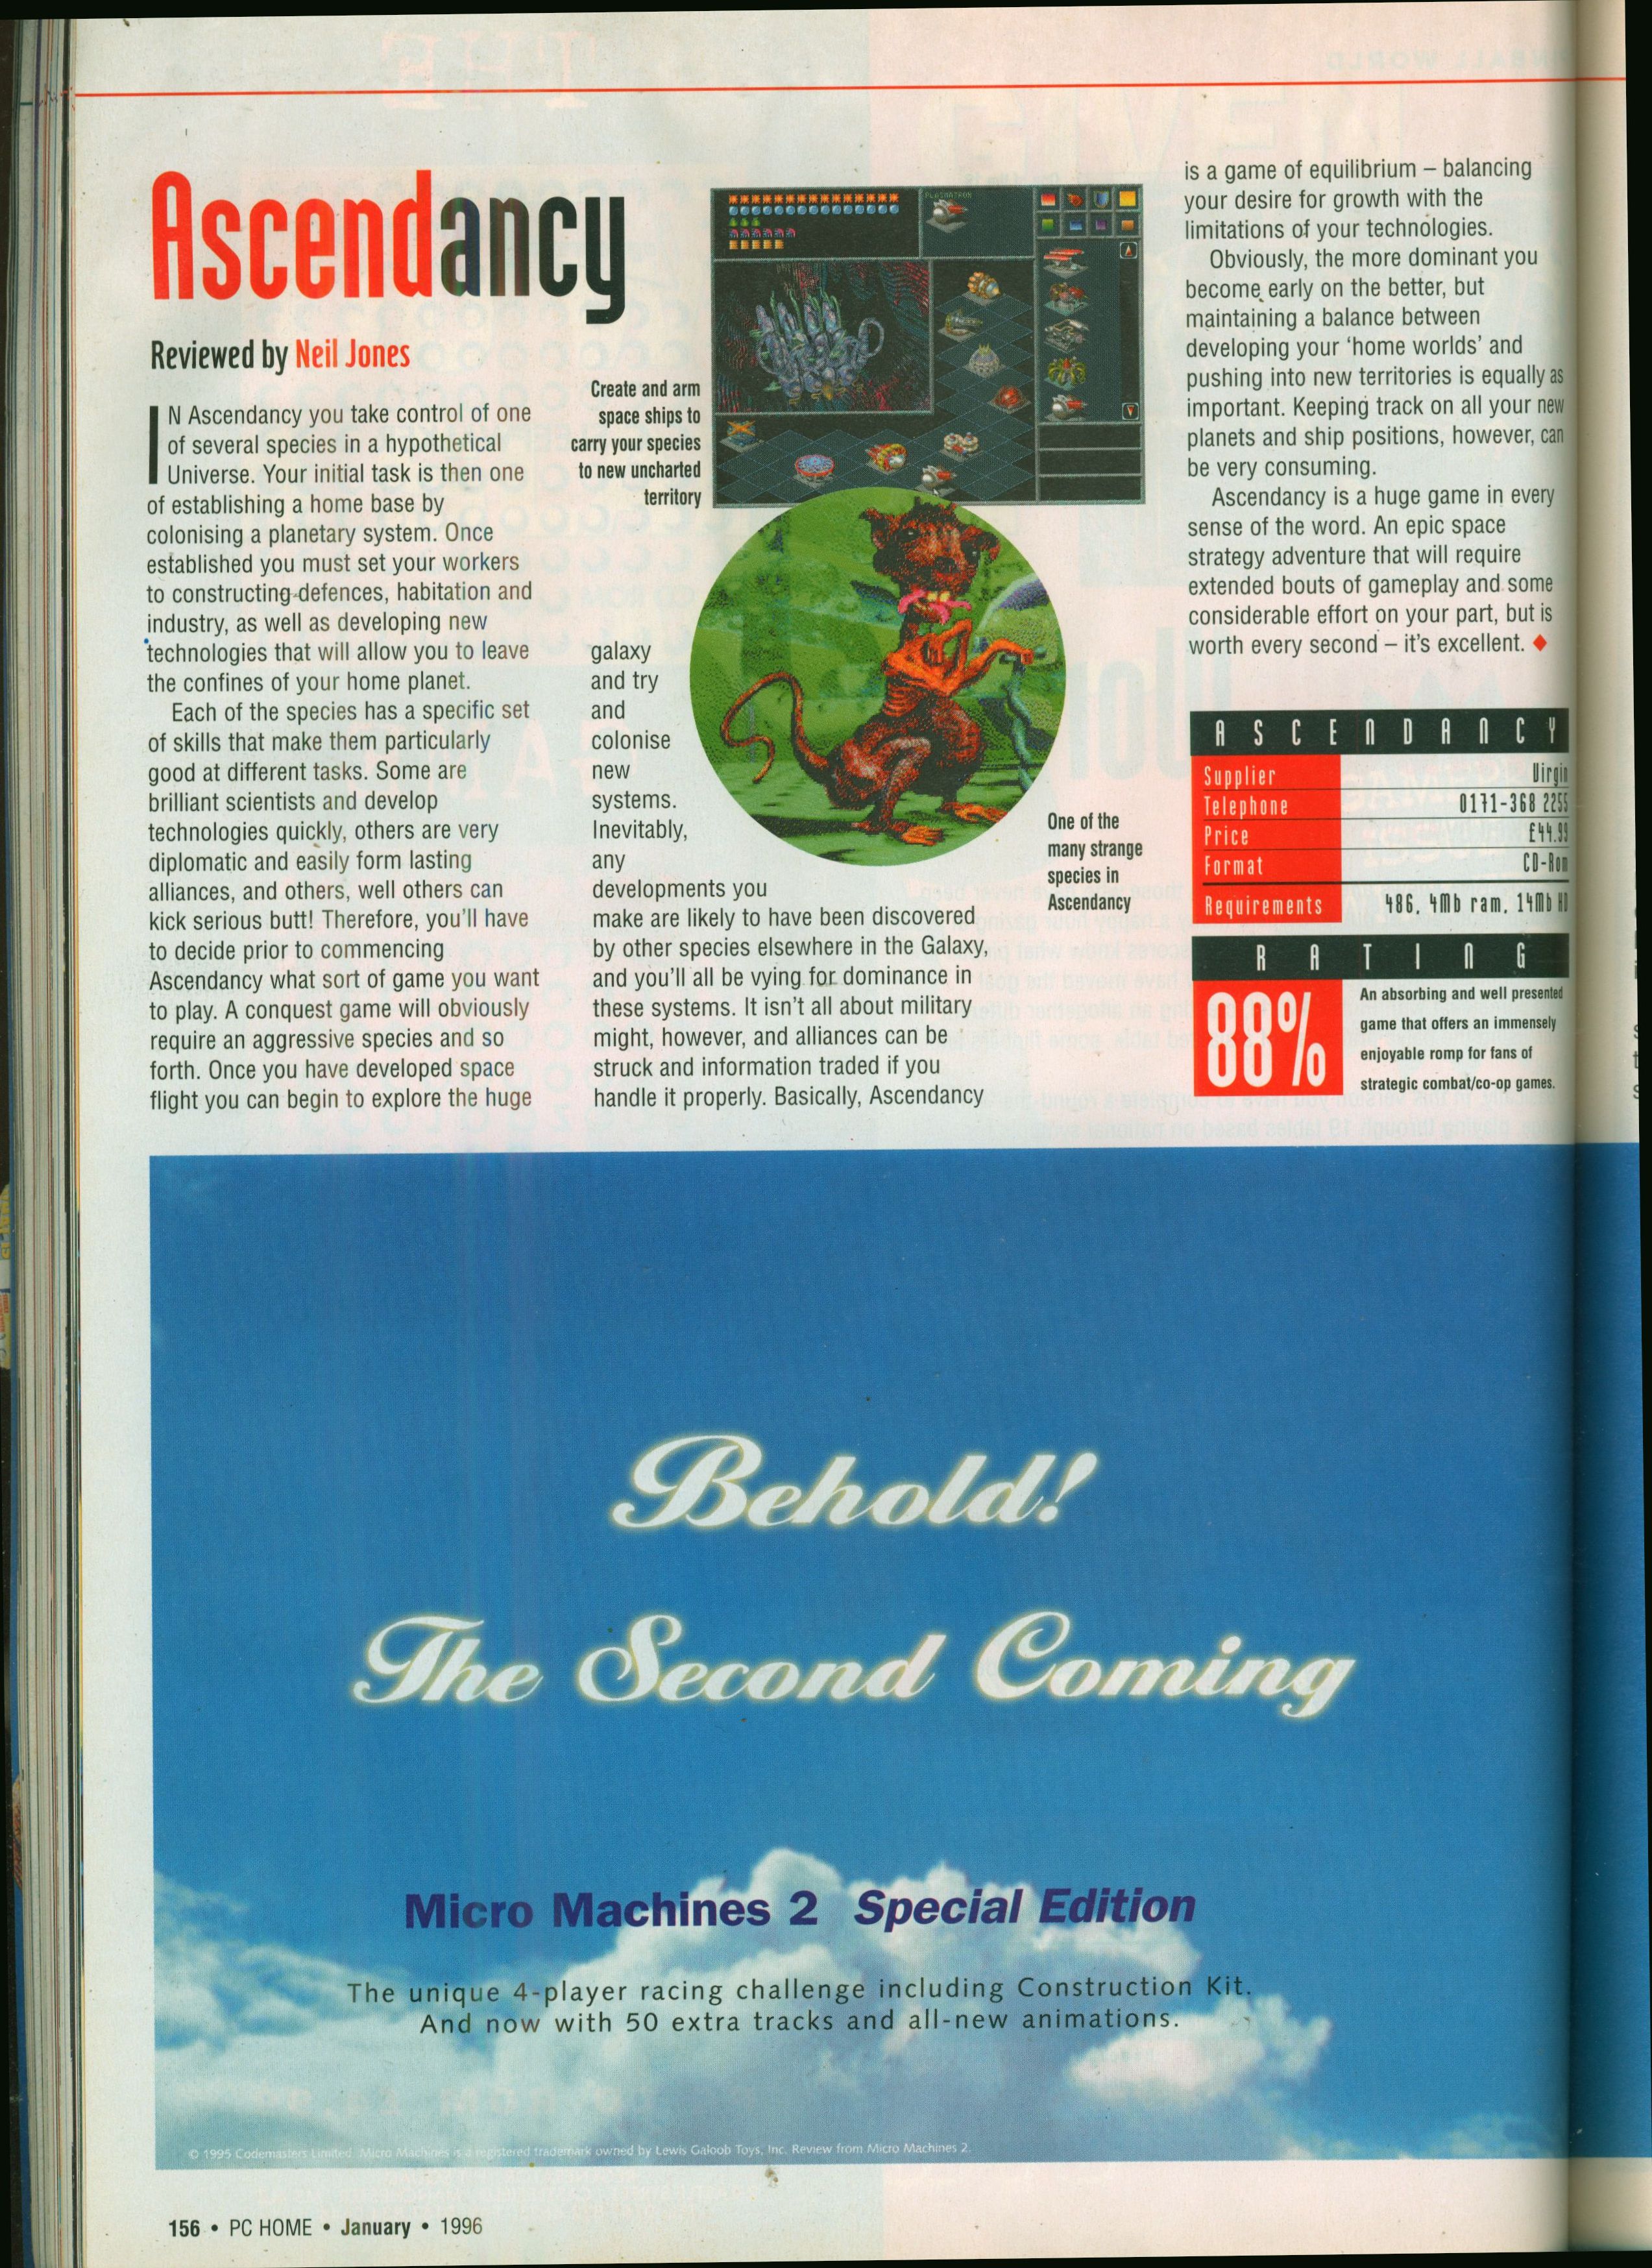 Ascendancy
Reviewed by Neil Jones
IN Ascendancy you take control of one
of several species in a hypothetical
Universe. Your initial task is then one
of establishing a home base by
colonising a planetary system. Once
established you must set your workers
to constructing defences, habitation and
industry, as well as developing new
technologies that will allow you to leave
the confines of your home planet.
Each of the species has a specific set
of skills that make them particularly
good at different tasks. Some are
brilliant scientists and develop
technologies quickly, others are very
diplomatic and easily form lasting
alliances, and others, well others can
kick serious butt! Therefore, you'll have
to decide prior to commencing
Ascendancy what sort of game you want
to play. A conquest game will obviously
require an aggressive species and so
forth. Once you have developed space
flight you can begin to explore the huge
Create and arm
space ships to
carry your species
to new uncharted
territory
PLASMATRON
galaxy
and try
and
colonise
new
systems.
Inevitably,
any
developments you
make are likely to have been discovered
by other species elsewhere in the Galaxy,
and you'll all be vying for dominance in
these systems. It isn't all about military
might, however, and alliances can be
struck and information traded if you
handle it properly. Basically, Ascendancy
One of the
many strange
species in
Ascendancy
is a game of equilibrium – balancing
your desire for growth with the
limitations of your technologies.
Obviously, the more dominant you
become early on the better, but
maintaining a balance between
developing your 'home worlds' and
pushing into new territories is equally as
important. Keeping track on all your new
planets and ship positions, however, can
be very consuming.
Ascendancy is a huge game in every
sense of the word. An epic space
strategy adventure that will require
extended bouts of gameplay and some
considerable effort on your part, but is
worth every second – it's excellent.
ASCENDANCY
Supplier Virgin
Telephone 0171-368 2255
Price £44.99
Format CD-Rom
Requirements 486, 4Mb ram, 14Mb HD
RATING
88%
An absorbing and well presented
game that offers an immensely
enjoyable romp for fans of
strategic combat/co-op games.
Behold!
The Second Coming
Micro Machines 2 Special Edition
The unique 4-player racing challenge including Construction Kit.
And now with 50 extra tracks and all-new animations.
© 1995 Codemasters Limited. Micro Machines is a registered trademark owned by Lewis Galoob Toys, Inc. Review from Micro Machines 2.
156 • PC HOME • January • 1996